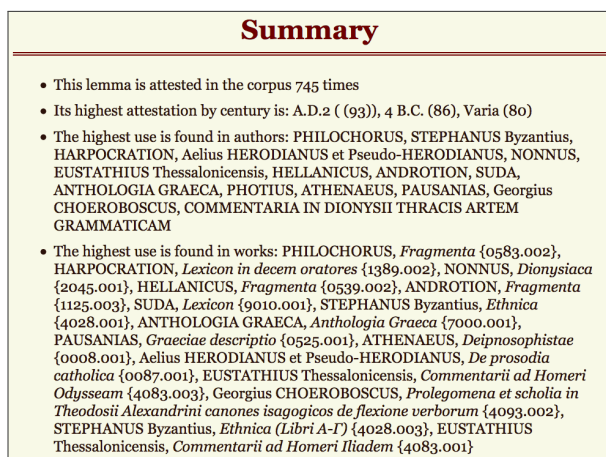 Summary
• This lemma is attested in the corpus 745 times
• Its highest attestation by century is: A.D.2 ( (93)), 4 B.C. (86), Varia (80)
• The highest use is found in authors: PHILOCHORUS, STEPHANUS Byzantius,
HARPOCRATION, Aelius HERODIANUS et Pseudo-HERODIANUS, NONNUS,
EUSTATHIUS Thessalonicensis, HELLANICUS, ANDROTION, SUDA,
ANTHOLOGIA GRAECA, PHOTIUS, ATHENAEUS, PAUSANIAS, Georgius
CHOEROBOSCUS, COMMENTARIA IN DIONYSII THRACIS ARTEM
GRAMMATICAM
• The highest use is found in works: PHILOCHORUS, Fragmenta {0583.002},
HARPOCRATION, Lexicon in decem oratores {1389.002}, NONNUS, Dionysiaca
{2045.001}, HELLANICUS, Fragmenta {0539.002}, ANDROTION, Fragmenta
{1125.003}, SUDA, Lexicon {9010.001}, STEPHANUS Byzantius, Ethnica
{4028.001}, ANTHOLOGIA GRAECA, Anthologia Graeca {7000.001},
PAUSANIAS, Graeciae descriptio {0525.001}, ATHENAEUS, Deipnosophistae
{0008.001}, Aelius HERODIANUS et Pseudo-HERODIANUS, De prosodia
catholica {0087.001}, EUSTATHIUS Thessalonicensis, Commentarii ad Homeri
Odysseam {4083.003}, Georgius CHOEROBOSCUS, Prolegomena et scholia in
Theodosii Alexandrini canones isagogicos de flexione verborum {4093.002},
STEPHANUS Byzantius, Ethnica (Libri Α-Γ) {4028.003}, EUSTATHIUS
Thessalonicensis, Commentarii ad Homeri Iliadem {4083.001}